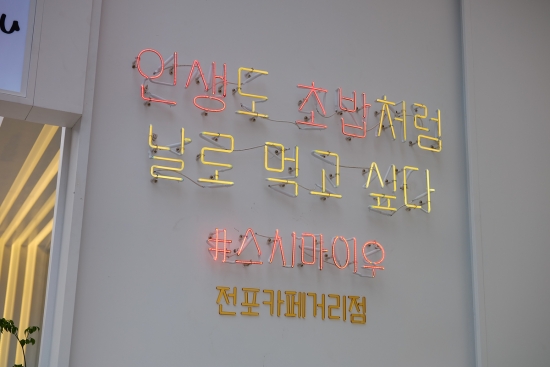 인생도 초밥처럼
날로 먹고 싶다
#스시마이우
전포카페거리점